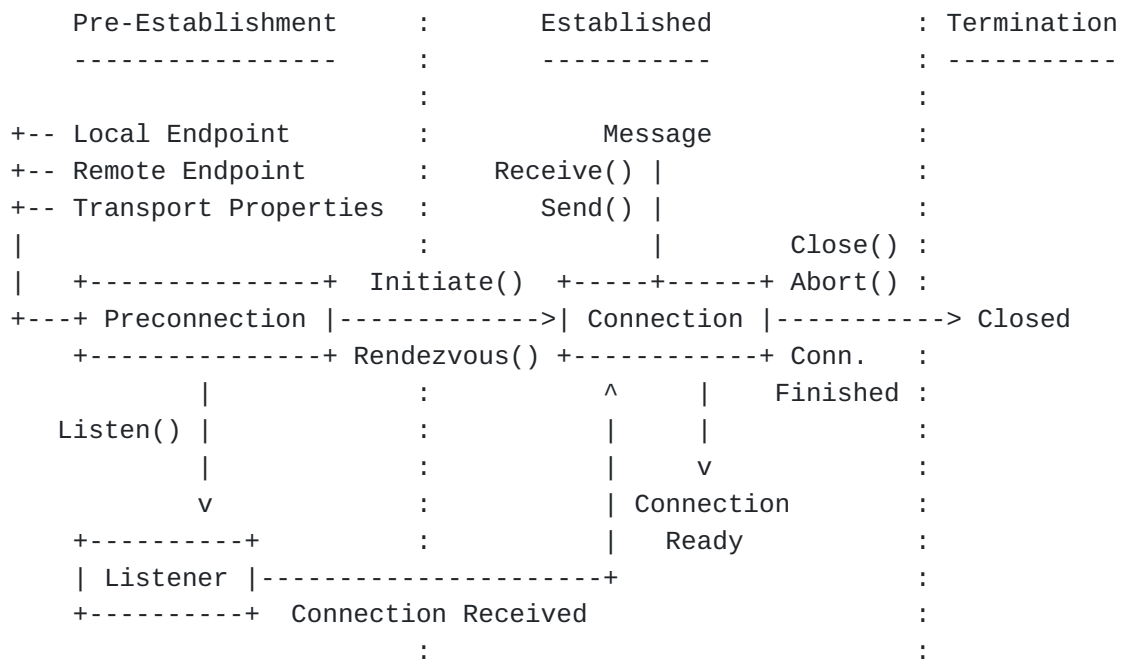 Pre-Establishment     :       Established             : Termination
    -----------------     :       -----------             : -----------
                          :                               :
+-- Local Endpoint        :           Message             :
+-- Remote Endpoint       :    Receive() |                :
+-- Transport Properties  :       Send() |                :
|                         :              |        Close() :
|   +---------------+  Initiate()  +-----+------+ Abort() :
+---+ Preconnection |------------->| Connection |-----------> Closed
    +---------------+ Rendezvous() +------------+ Conn.   :
            |             :           ^     |    Finished :
   Listen() |             :           |     |             :
            |             :           |     v             :
            v             :           | Connection        :
    +----------+          :           |   Ready           :
    | Listener |----------------------+                   :
    +----------+  Connection Received                     :
                          :                               :